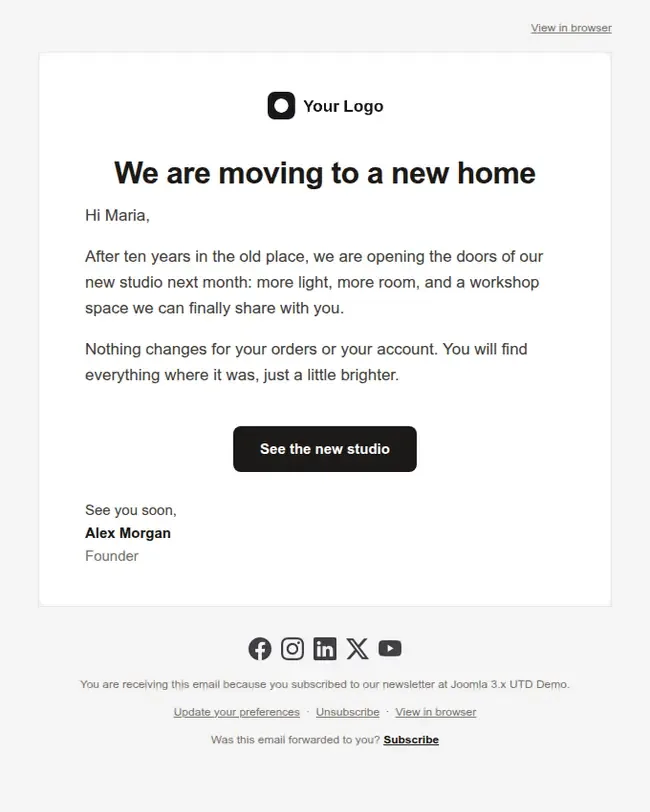 View in browser
Your Logo
We are moving to a new home
Hi Maria,
After ten years in the old place, we are opening the doors of our
new studio next month: more light, more room, and a workshop
space we can finally share with you.
Nothing changes for your orders or your account. You will find
everything where it was, just a little brighter.
See the new studio
See you soon,
Alex Morgan
Founder
You are receiving this email because you subscribed to our newsletter at Joomla 3.x UTD Demo.
Update your preferences · Unsubscribe · View in browser
Was this email forwarded to you? Subscribe